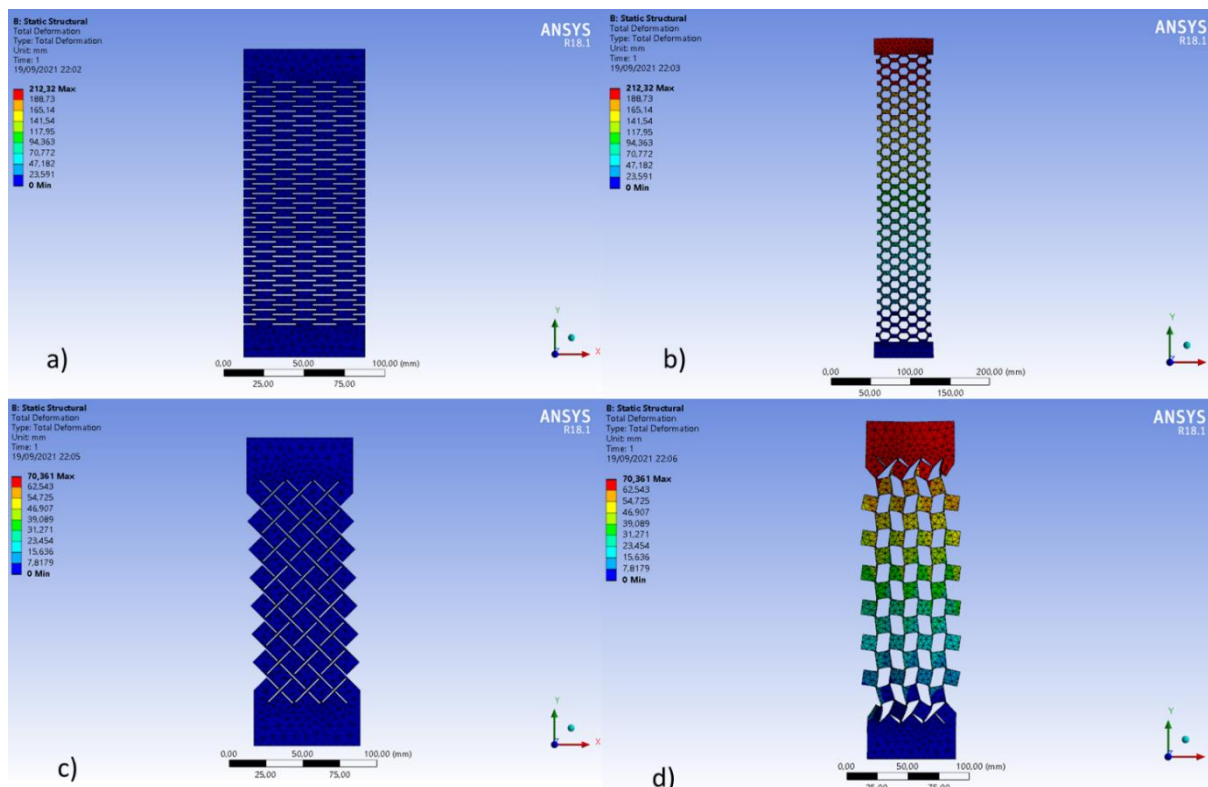 B: Static Structural
Total Deformation
Type: Total Deformation
Unit: mm
Time: 1
19/09/2021 22:02
212,32 Max
188,73
165,14
141,54
117,95
94,363
70,772
47,182
23,591
0 Min
ANSYS
R18.1
Y
X
0,00 50,00 100,00 (mm)
25,00 75,00
a)
B: Static Structural
Total Deformation
Type: Total Deformation
Unit: mm
Time: 1
19/09/2021 22:03
212,32 Max
188,73
165,14
141,54
117,95
94,363
70,772
47,182
23,591
0 Min
ANSYS
R18.1
Y
X
0,00 100,00 200,00 (mm)
50,00 150,00
b)
B: Static Structural
Total Deformation
Type: Total Deformation
Unit: mm
Time: 1
19/09/2021 22:05
70,361 Max
62,543
54,725
46,907
39,089
31,271
23,454
15,636
7,8179
0 Min
ANSYS
R18.1
Y
X
0,00 50,00 100,00 (mm)
25,00 75,00
c)
B: Static Structural
Total Deformation
Type: Total Deformation
Unit: mm
Time: 1
19/09/2021 22:06
70,361 Max
62,543
54,725
46,907
39,089
31,271
23,454
15,636
7,8179
0 Min
ANSYS
R18.1
Y
X
0,00 50,00 100,00 (mm)
25,00 75,00
d)